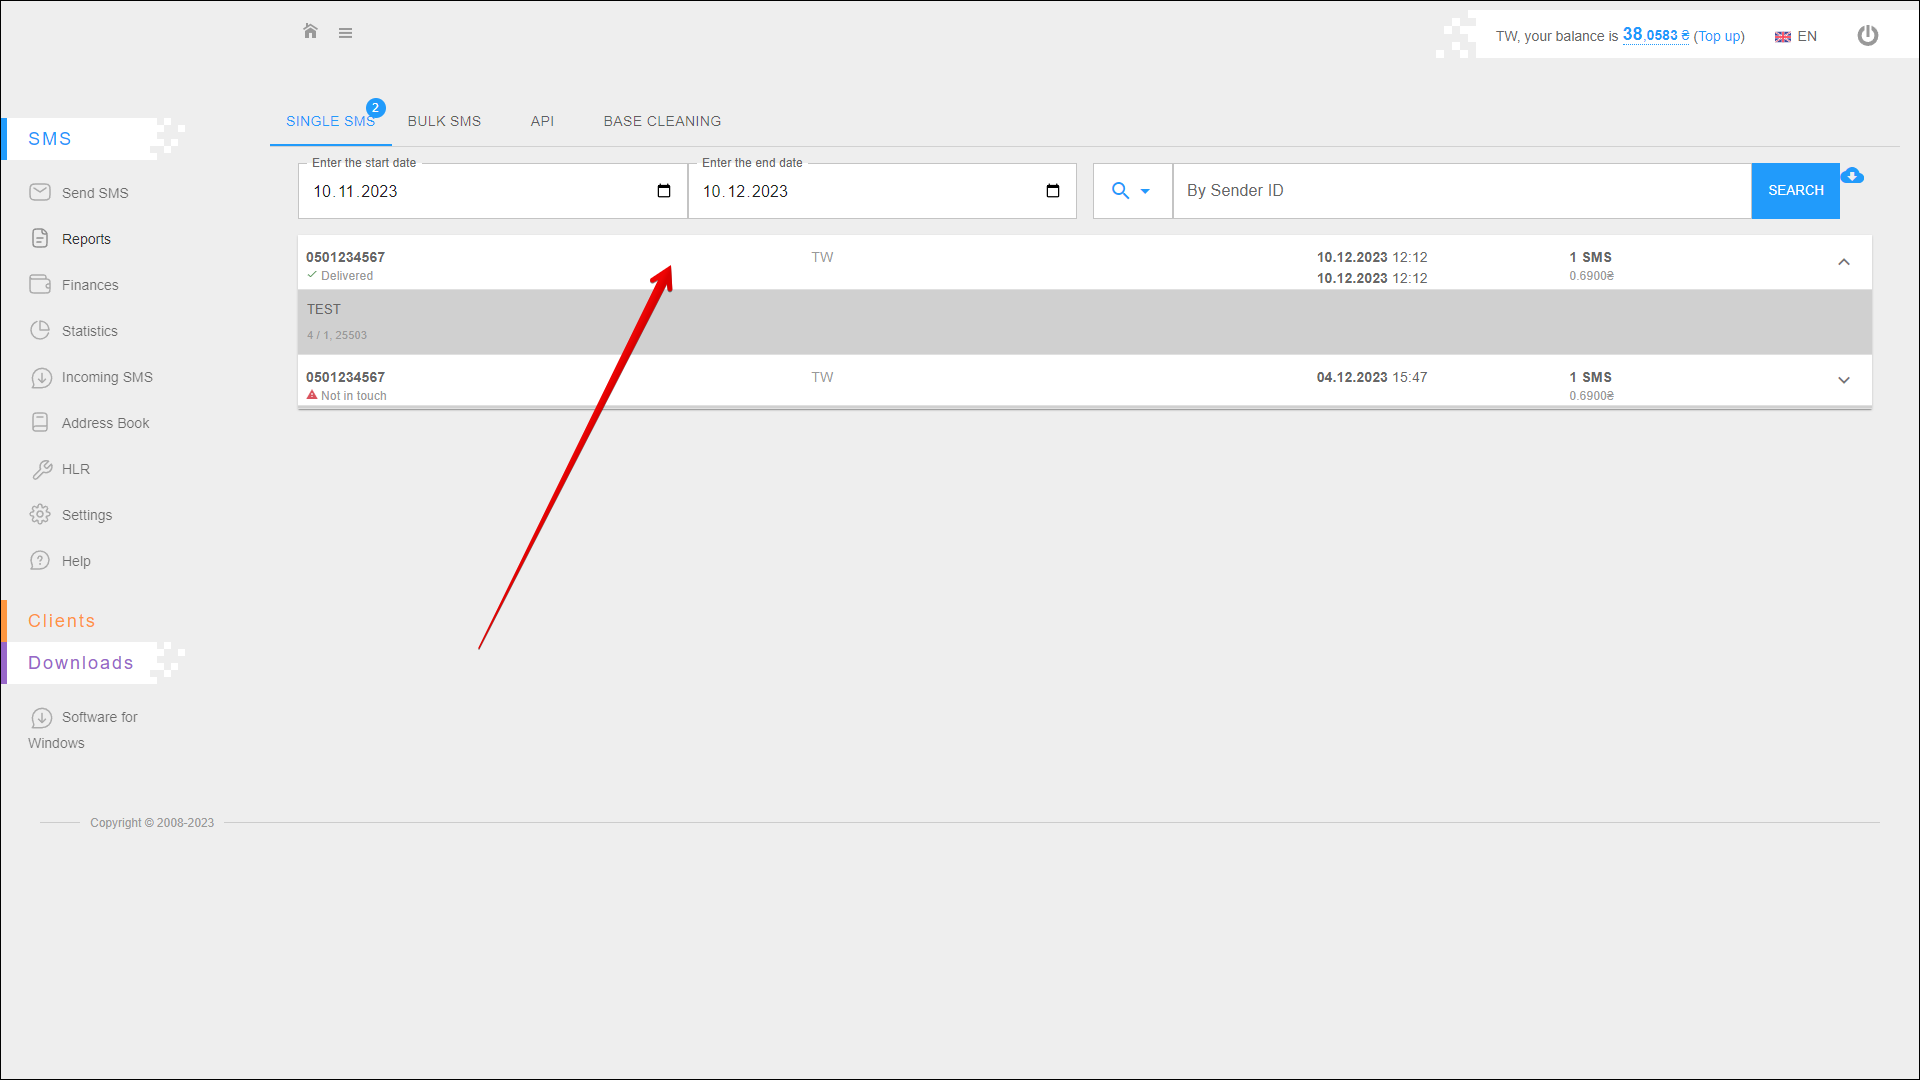 TW, your balance is 38,0583 ₴ (Top up)
EN
SINGLE SMS 2
BULK SMS
API
BASE CLEANING
SMS
Send SMS
Reports
Finances
Statistics
Incoming SMS
Address Book
HLR
Settings
Help
Clients
Downloads
Software for
Windows
Enter the start date
10.11.2023
Enter the end date
10.12.2023
By Sender ID
SEARCH
0501234567
Delivered
TW
10.12.2023 12:12
10.12.2023 12:12
1 SMS
0.6900₴
TEST
4 / 1, 25503
0501234567
Not in touch
TW
04.12.2023 15:47
1 SMS
0.6900₴
Copyright © 2008-2023